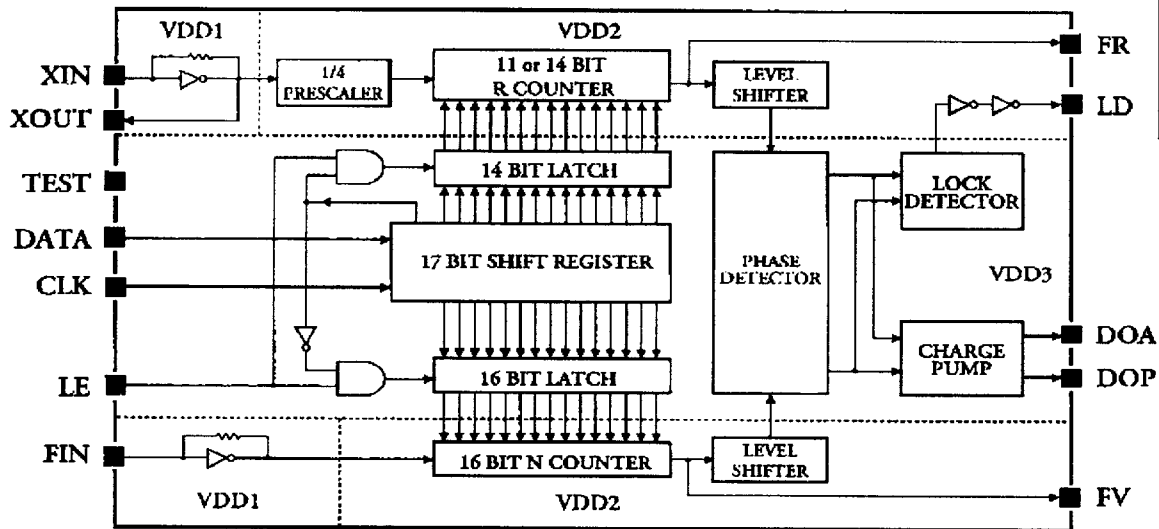 VDD1
VDD2
FR
XIN
1/4
PRESCALER
11 or 14 BIT
R COUNTER
LEVEL
SHIFTER
LD
XOUT
TEST
14 BIT LATCH
LOCK
DETECTOR
DATA
17 BIT SHIFT REGISTER
PHASE
DETECTOR
VDD3
CLK
CHARGE
PUMP
DOA
DOP
LE
16 BIT LATCH
FIN
16 BIT N COUNTER
LEVEL
SHIFTER
VDD1
VDD2
FV